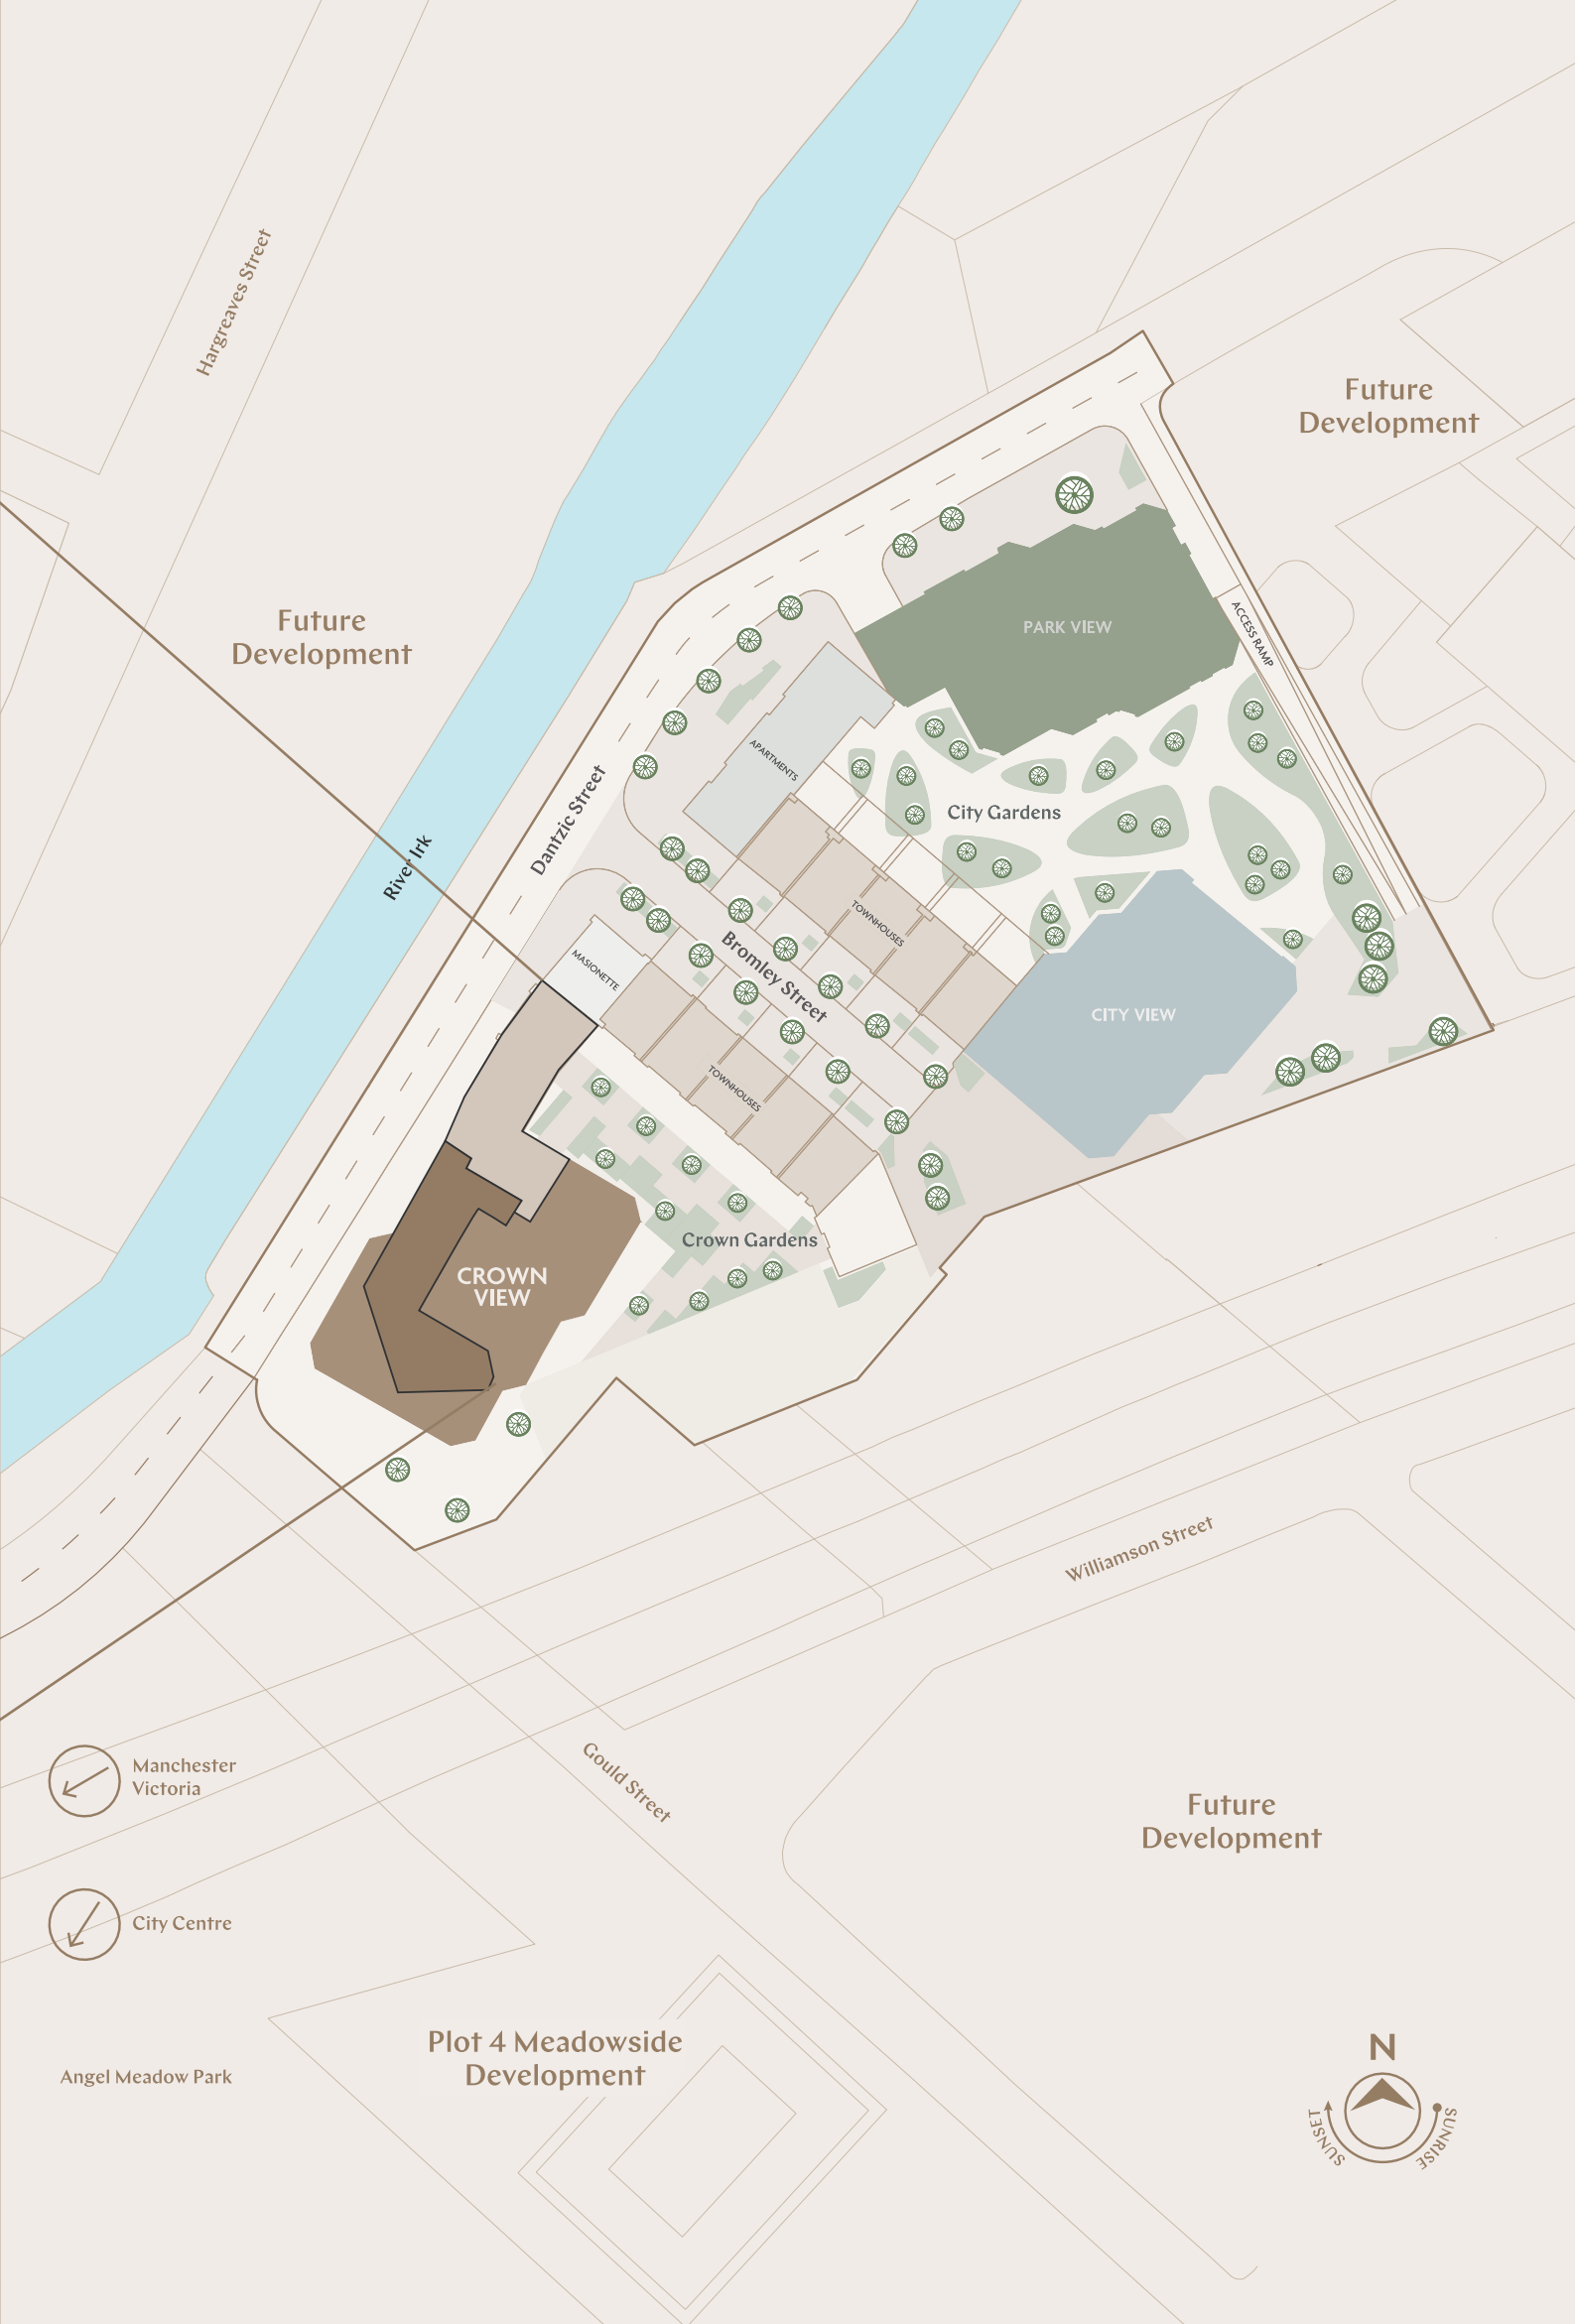 Hargreaves Street
Future
Development
Future
Development
PARK VIEW
ACCESS RAMP
APARTMENTS
Dantzic Street
River Irk
City Gardens
TOWNHOUSES
Bromley Street
MASIONETTE
CITY VIEW
TOWNHOUSES
Crown Gardens
CROWN
VIEW
Williamson Street
Manchester
Victoria
Gould Street
Future
Development
City Centre
Plot 4 Meadowside
Development
Angel Meadow Park
N
SUNSET
SUNRISE